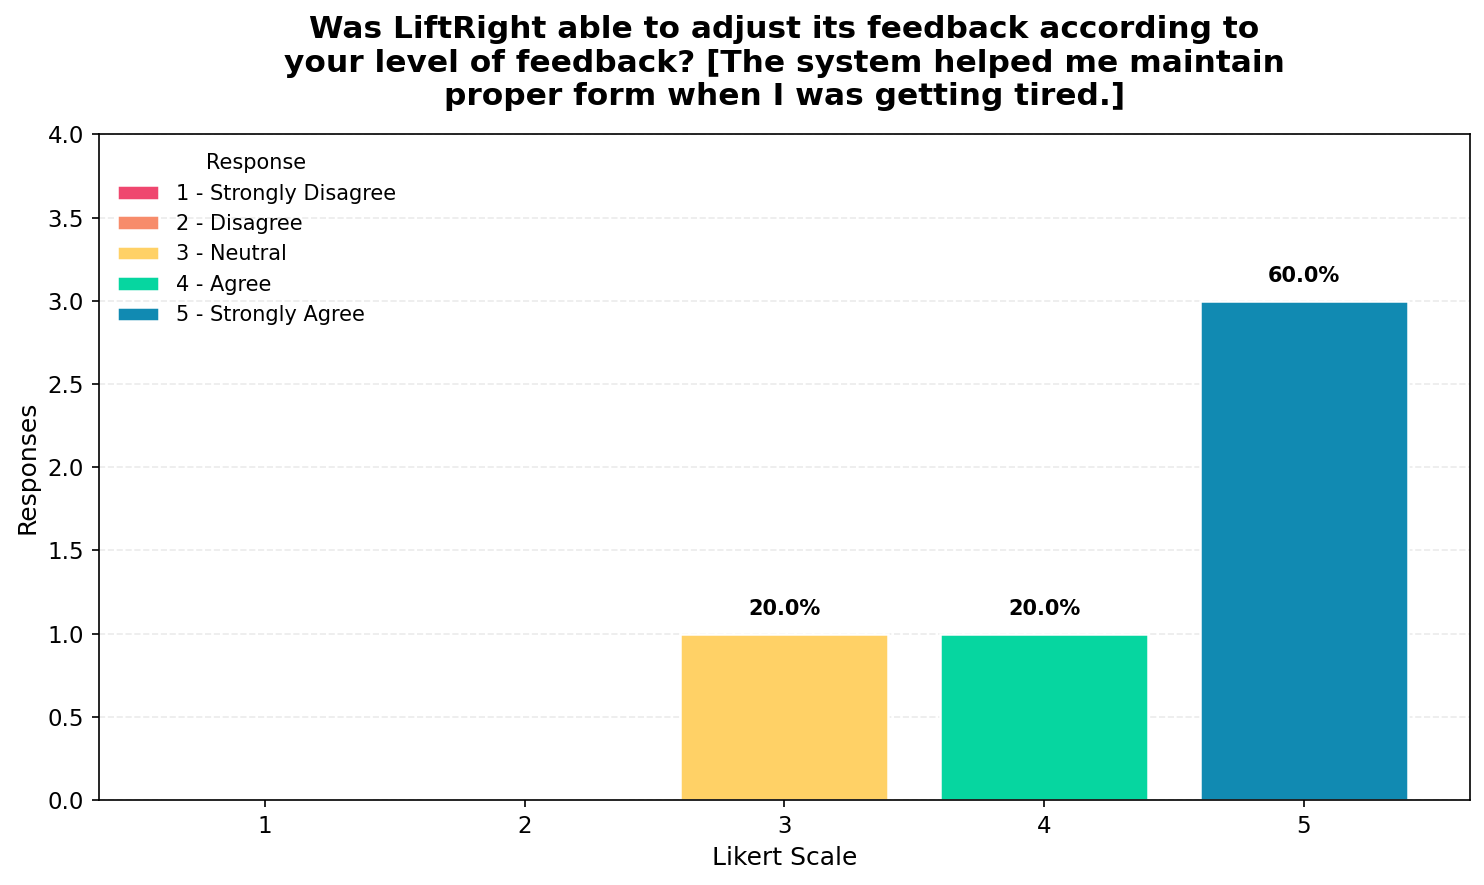 Was LiftRight able to adjust its feedback according to
your level of feedback? [The system helped me maintain
proper form when I was getting tired.]
4.0
3.5
3.0
2.5
2.0
1.5
1.0
0.5
0.0
Responses
Response
1 - Strongly Disagree
2 - Disagree
3 - Neutral
4 - Agree
5 - Strongly Agree
20.0%
20.0%
60.0%
1
2
3
4
5
Likert Scale